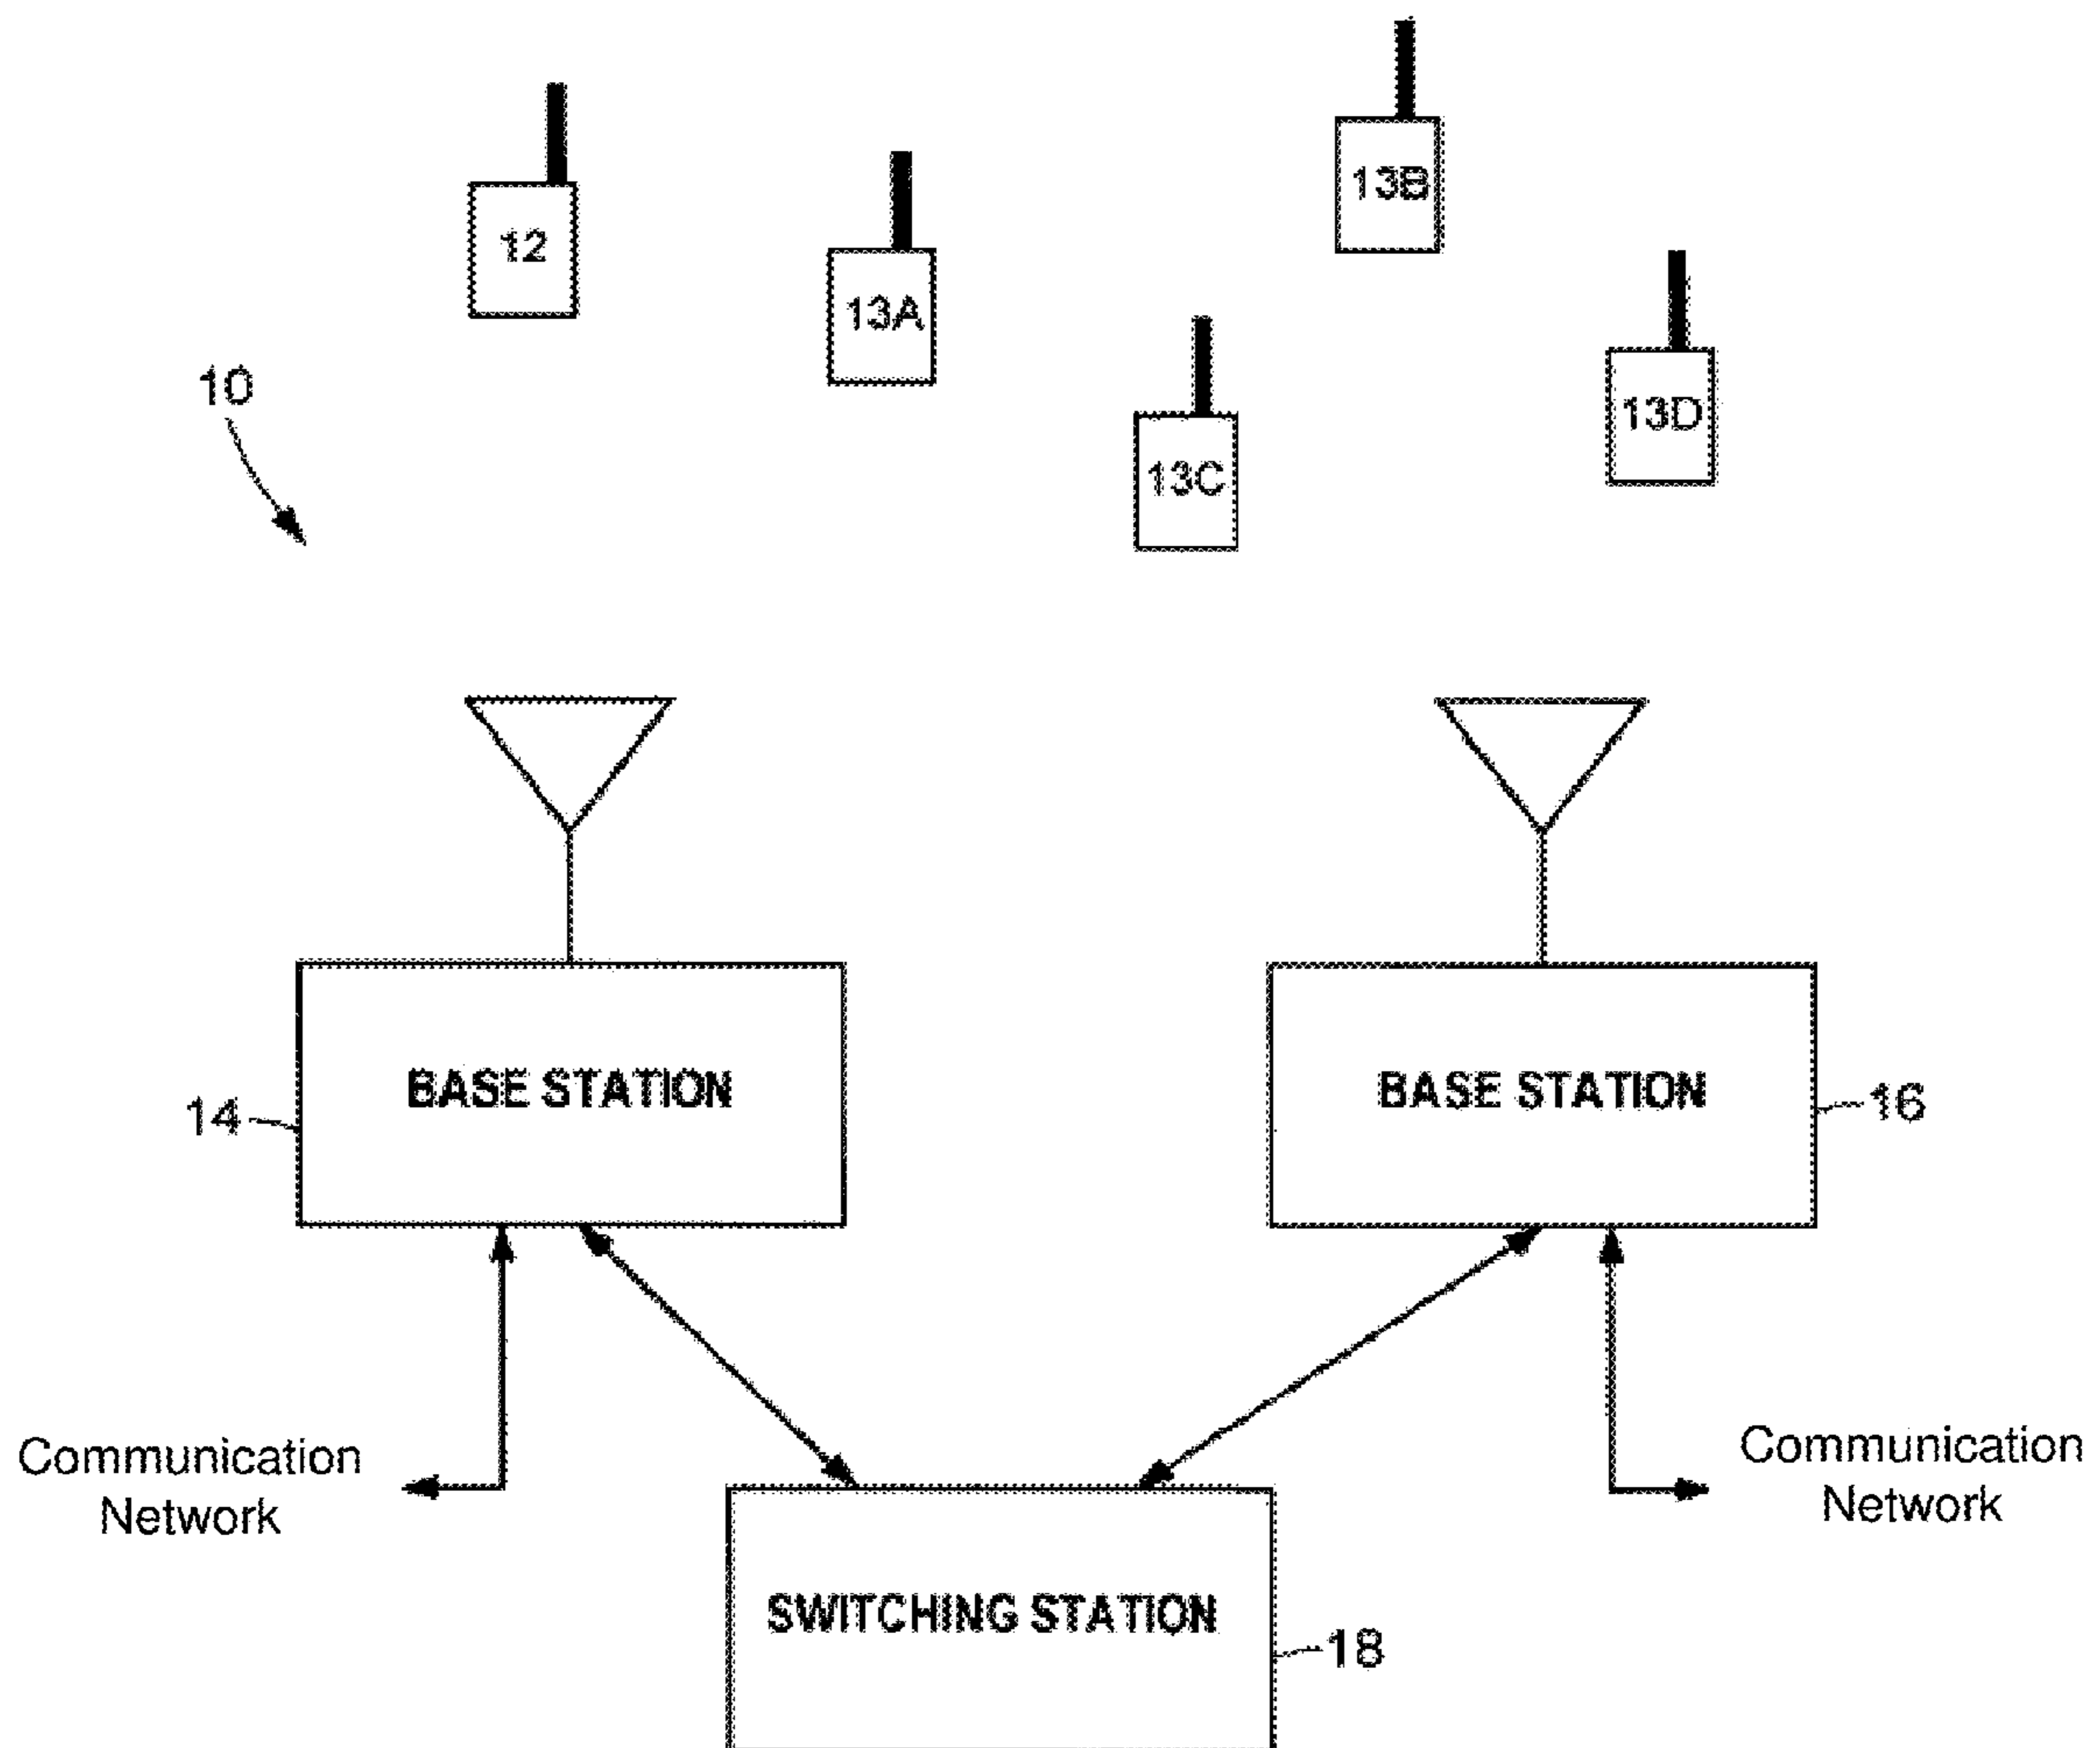 13B
12
13A
10
13D
13C
BASE STATION
BASE STATION
14
16
Communication
Network
Communication
Network
SWITCHING STATION
18